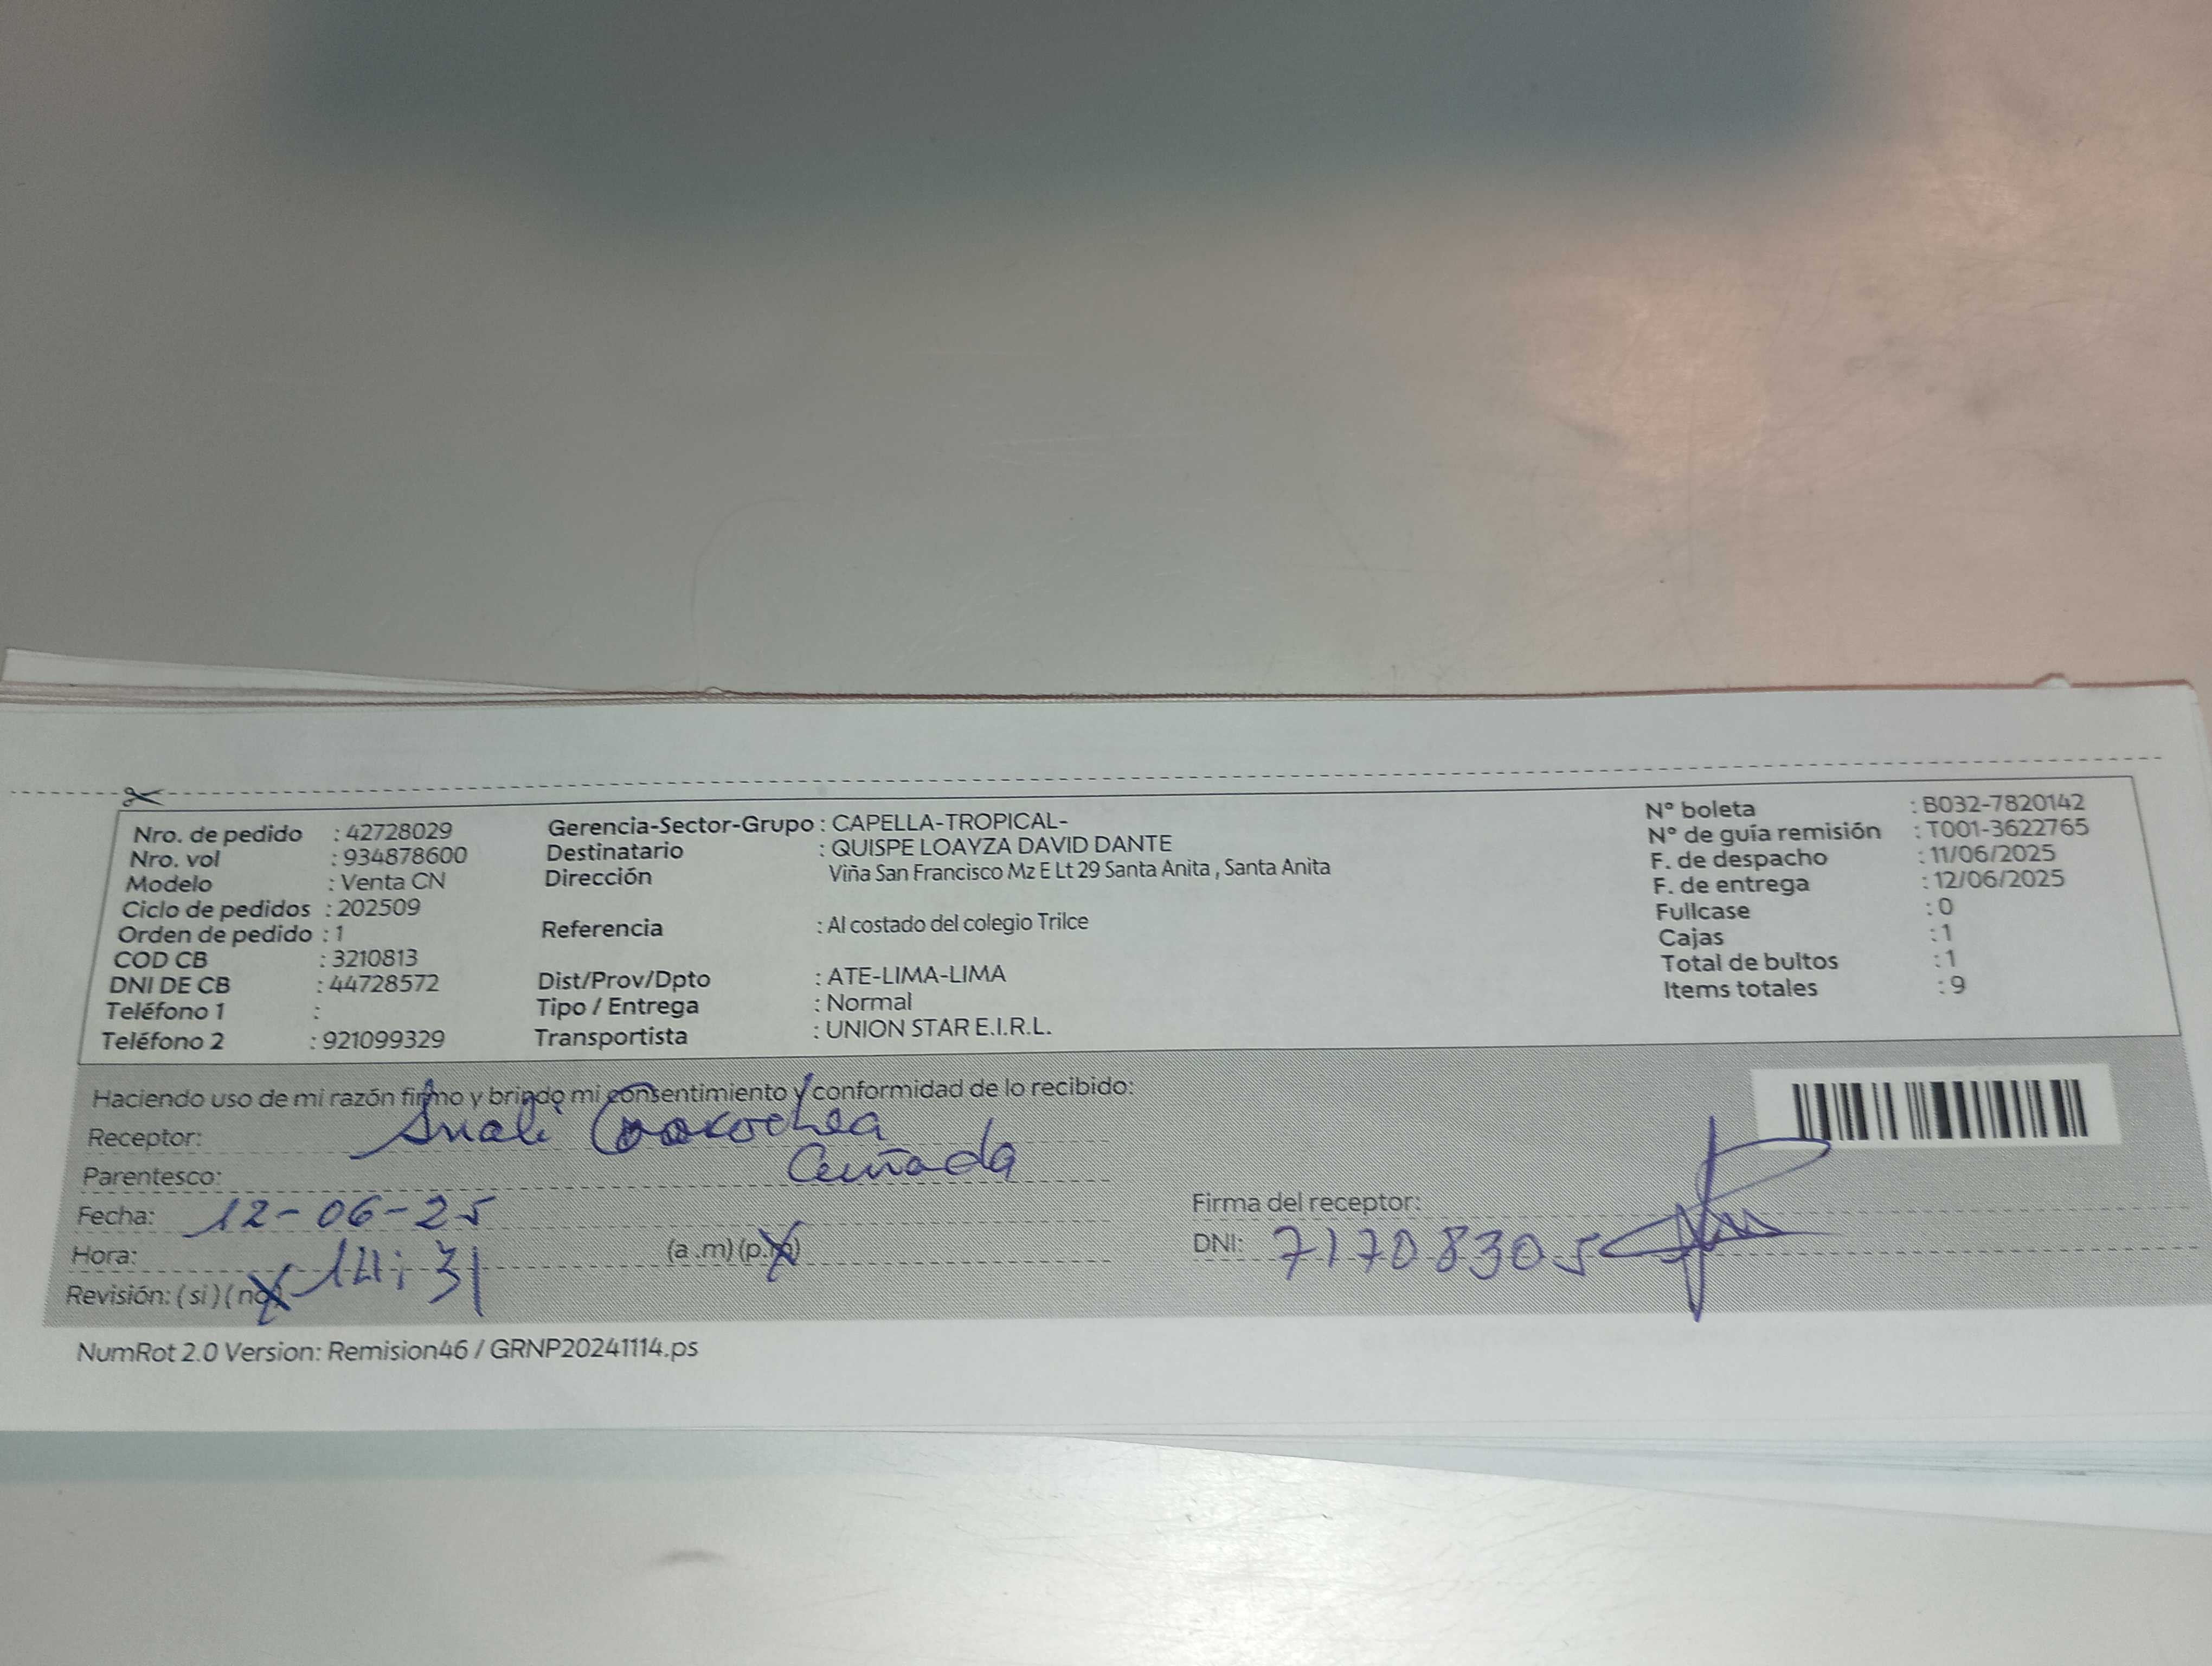 Nro. de pedido : 42728029
Nro. vol : 934878600
Modelo : Venta CN
Ciclo de pedidos : 202509
Orden de pedido : 1
COD CB : 3210813
DNI DE CB : 44728572
Teléfono 1 :
Teléfono 2 : 921099329
Gerencia-Sector-Grupo : CAPELLA-TROPICAL-
Destinatario : QUISPE LOAYZA DAVID DANTE
Dirección Viña San Francisco Mz E Lt 29 Santa Anita , Santa Anita
Referencia : Al costado del colegio Trilce
Dist/Prov/Dpto : ATE-LIMA-LIMA
Tipo / Entrega : Normal
Transportista : UNION STAR E.I.R.L.
N° boleta : B032-7820142
N° de guía remisión : T001-3622765
F. de despacho : 11/06/2025
F. de entrega : 12/06/2025
Fullcase : 0
Cajas : 1
Total de bultos : 1
Items totales : 9
Haciendo uso de mi razón firmo y brindo mi consentimiento y conformidad de lo recibido:
Receptor:
Parentesco: Cuñada
Fecha: 12-06-25
Hora: 14:31 (a .m) (p.m)
Revisión: ( si ) ( no )
Firma del receptor:
DNI: 71708305
NumRot 2.0 Version: Remision46 / GRNP20241114.ps